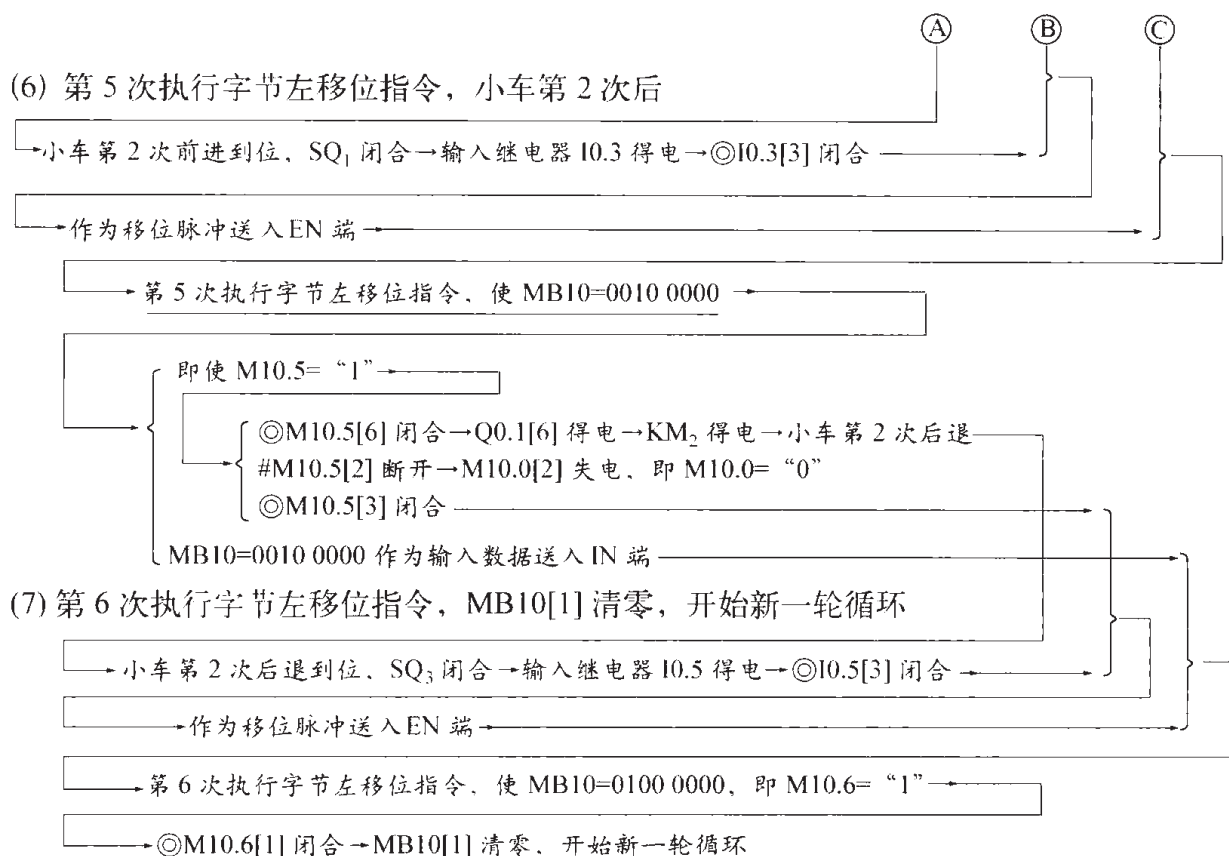 Ⓐ Ⓑ Ⓒ
(6) 第 5 次执行字节左移位指令，小车第 2 次后
小车第 2 次前进到位、SQ₁ 闭合→输入继电器 I0.3 得电→◎I0.3[3] 闭合
作为移位脉冲送入 EN 端
第 5 次执行字节左移位指令、使 MB10=0010 0000
即使 M10.5= “1”
◎M10.5[6] 闭合→Q0.1[6] 得电→KM₂ 得电→小车第 2 次后退
#M10.5[2] 断开→M10.0[2] 失电、即 M10.0= “0”
◎M10.5[3] 闭合
MB10=0010 0000 作为输入数据送入 IN 端
(7) 第 6 次执行字节左移位指令，MB10[1] 清零，开始新一轮循环
小车第 2 次后退到位、SQ₃ 闭合→输入继电器 I0.5 得电→◎I0.5[3] 闭合
作为移位脉冲送入 EN 端
第 6 次执行字节左移位指令、使 MB10=0100 0000，即 M10.6= “1”
◎M10.6[1] 闭合→MB10[1] 清零、开始新一轮循环